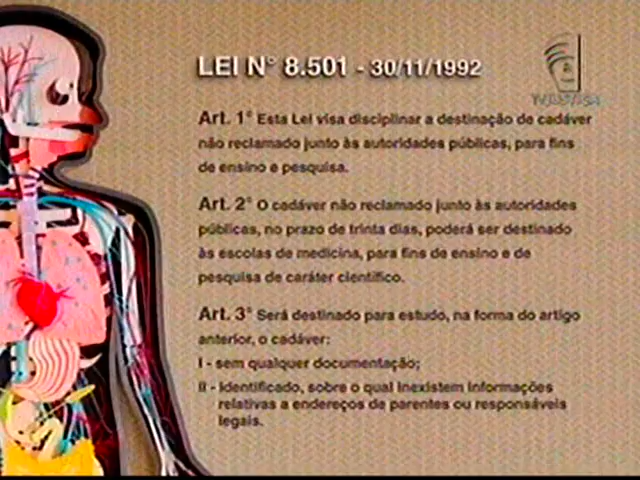 LEI N° 8.501 - 30/11/1992
TV JUSTIÇA
Art. 1° Esta Lei visa disciplinar a destinação de cadáver
não reclamado junto às autoridades públicas, para fins
de ensino e pesquisa.
Art. 2° O cadáver não reclamado junto às autoridades
públicas, no prazo de trinta dias, poderá ser destinado
às escolas de medicina, para fins de ensino e de
pesquisa de caráter científico.
Art. 3° Será destinado para estudo, na forma do artigo
anterior, o cadáver:
I - sem qualquer documentação;
II - Identificado, sobre o qual inexistem informações
relativas a endereços de parentes ou responsáveis
legais.